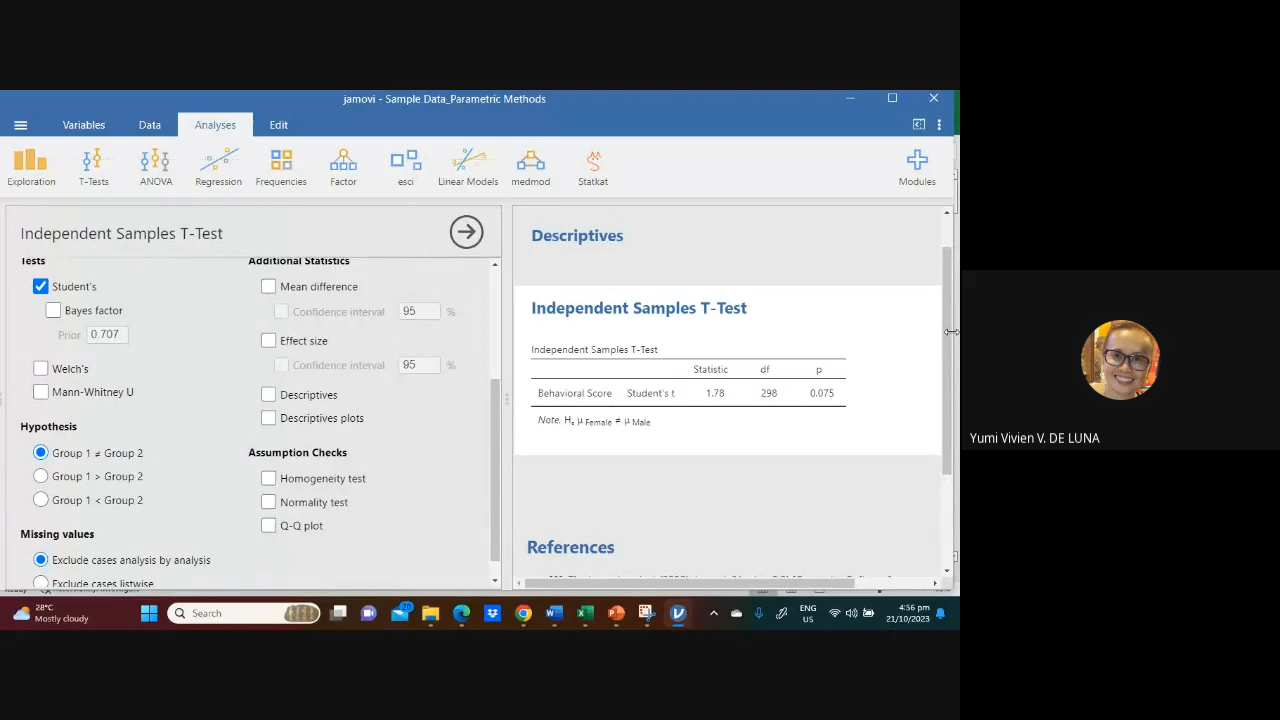 jamovi - Sample Data_Parametric Methods
Variables Data Analyses Edit
Exploration T-Tests ANOVA Regression Frequencies Factor esci Linear Models medmod Statkat Modules
Independent Samples T-Test
Tests
Student's
Bayes factor
Prior 0.707
Welch's
Mann-Whitney U
Hypothesis
Group 1 ≠ Group 2
Group 1 > Group 2
Group 1 < Group 2
Missing values
Exclude cases analysis by analysis
Exclude cases listwise
Additional Statistics
Mean difference
Confidence interval 95 %
Effect size
Confidence interval 95 %
Descriptives
Descriptives plots
Assumption Checks
Homogeneity test
Normality test
Q-Q plot
Descriptives
Independent Samples T-Test
Independent Samples T-Test
Statistic df p
Behavioral Score Student's t 1.78 298 0.075
Note. Hₐ μ Female ≠ μ Male
References
28°C
Mostly cloudy
Search
ENG
US
4:56 pm
21/10/2023
Yumi Vivien V. DE LUNA